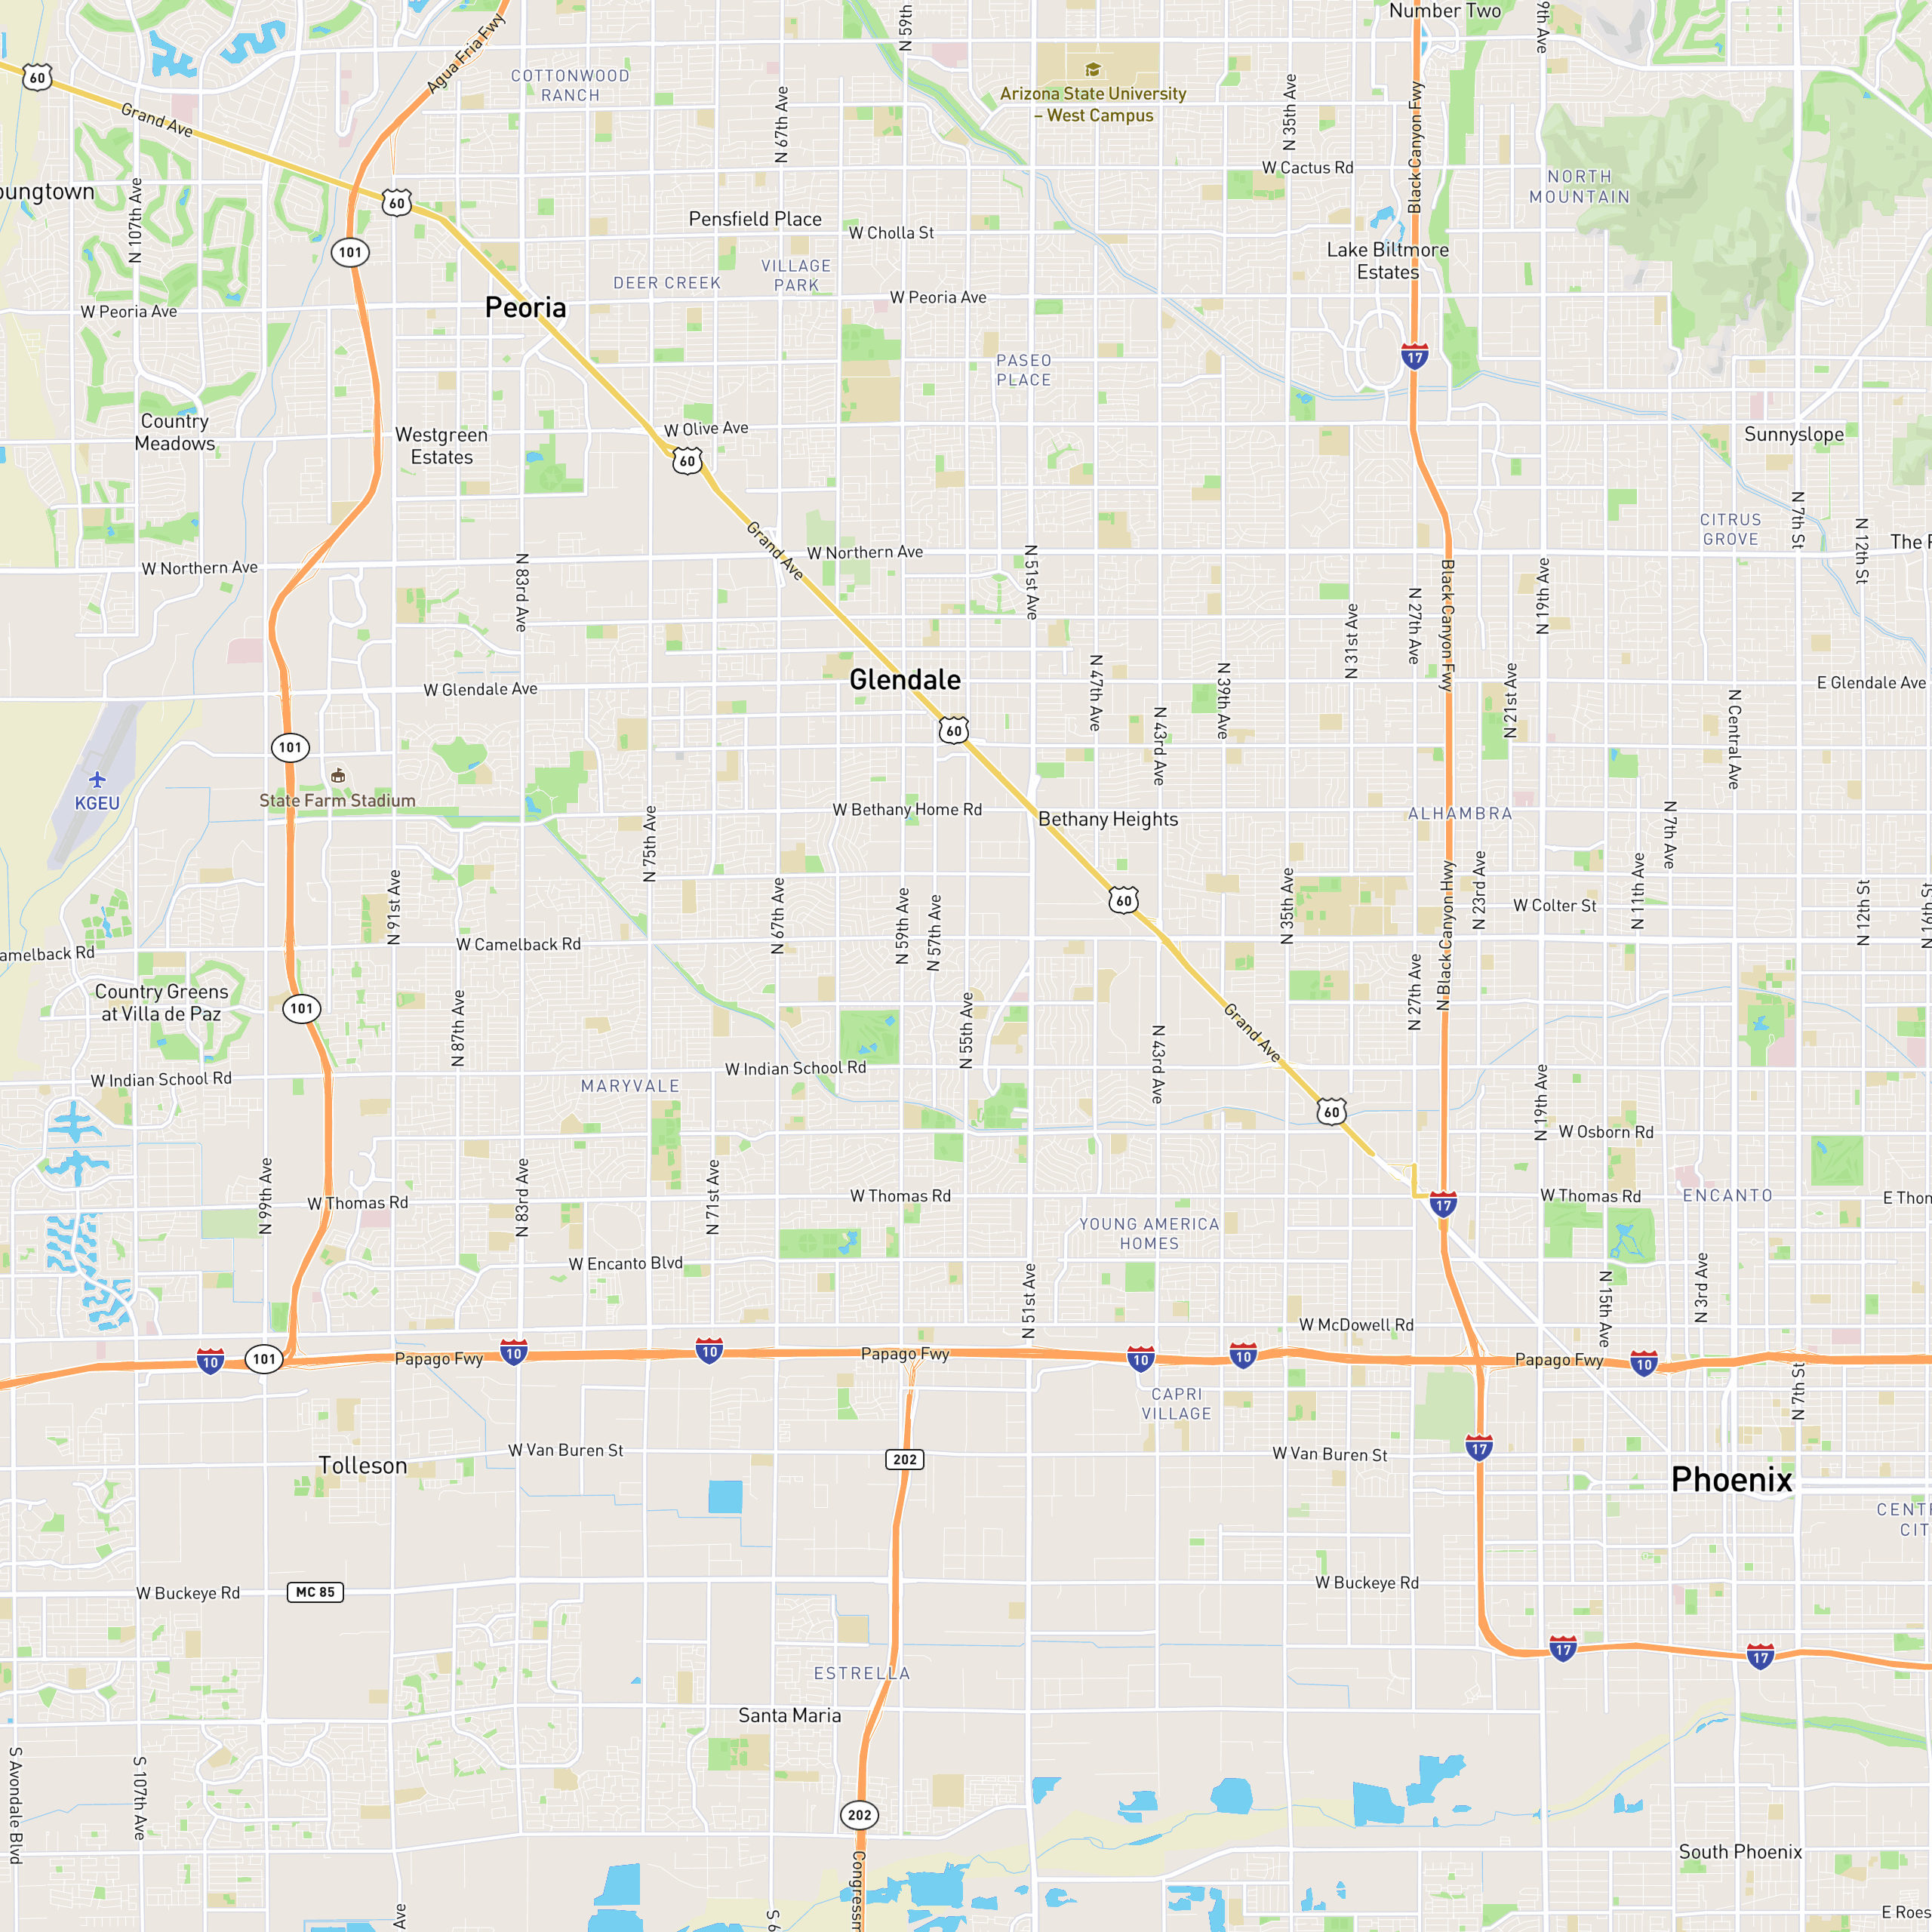 Number Two
N 59th
9th Ave
Agua Fria Fwy
60
COTTONWOOD
RANCH
Arizona State University
– West Campus
Grand Ave
N 67th Ave
N 35th Ave
Black Canyon Fwy
W Cactus Rd
NORTH
MOUNTAIN
oungtown
N 107th Ave
60
Pensfield Place
W Cholla St
101
Lake Biltmore
Estates
DEER CREEK
VILLAGE
PARK
W Peoria Ave
Peoria
W Peoria Ave
17
PASEO
PLACE
Country
Meadows
Westgreen
Estates
W Olive Ave
60
Sunnyslope
CITRUS
GROVE
N 7th St
N 12th St
The
Grand Ave
W Northern Ave
W Northern Ave
N 83rd Ave
N 51st Ave
Black Canyon Fwy
N 27th Ave
N 19th Ave
N 31st Ave
Glendale
W Glendale Ave
E Glendale Ave
N 47th Ave
N 39th Ave
N 21st Ave
N 43rd Ave
N Central Ave
60
101
KGEU
State Farm Stadium
W Bethany Home Rd
Bethany Heights
ALHAMBRA
N 75th Ave
N 7th Ave
N 91st Ave
60
N 67th Ave
N 59th Ave
N 57th Ave
N 35th Ave
N Black Canyon Hwy
N 23rd Ave
W Colter St
N 11th Ave
N 12th St
N 16th St
amelback Rd
W Camelback Rd
Country Greens
at Villa de Paz
101
N 87th Ave
N 55th Ave
N 27th Ave
Grand Ave
N 43rd Ave
W Indian School Rd
W Indian School Rd
MARYVALE
N 19th Ave
60
W Osborn Rd
N 99th Ave
N 83rd Ave
N 71st Ave
W Thomas Rd
W Thomas Rd
17
W Thomas Rd
ENCANTO
E Thon
YOUNG AMERICA
HOMES
W Encanto Blvd
N 51st Ave
N 15th Ave
N 3rd Ave
W McDowell Rd
10
101
Papago Fwy
10
10
Papago Fwy
10
10
Papago Fwy
10
N 7th St
CAPRI
VILLAGE
Tolleson
W Van Buren St
202
W Van Buren St
17
Phoenix
CENT
CIT
W Buckeye Rd
MC 85
W Buckeye Rd
17
17
ESTRELLA
Santa Maria
S Avondale Blvd
S 107th Ave
202
South Phoenix
Congressm
Ave
S 6
E Roes